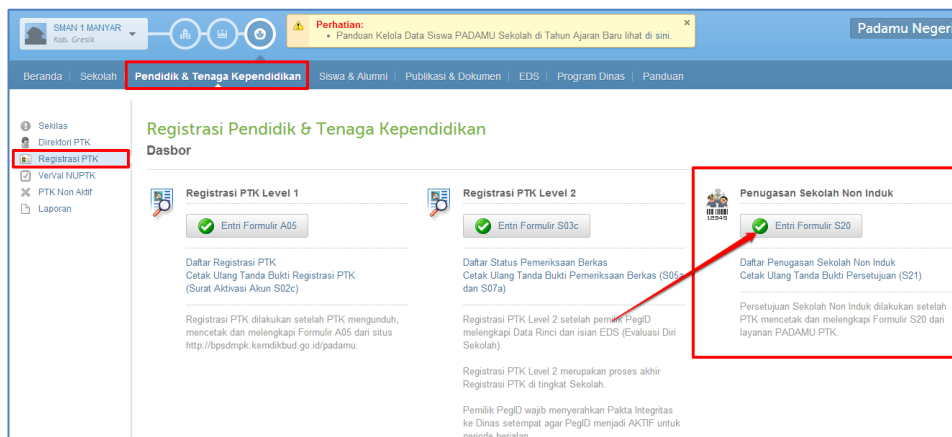 SMAN 1 MANYAR
Kab. Gresik
Perhatian:
• Panduan Kelola Data Siswa PADAMU Sekolah di Tahun Ajaran Baru lihat di sini.
×
Padamu Negeri
Beranda | Sekolah | Pendidik & Tenaga Kependidikan | Siswa & Alumni | Publikasi & Dokumen | EDS | Program Dinas | Panduan
Sekilas
Direktori PTK
Registrasi PTK
VerVal NUPTK
PTK Non Aktif
Laporan
Registrasi Pendidik & Tenaga Kependidikan
Dasbor
Registrasi PTK Level 1
Entri Formulir A05
Daftar Registrasi PTK
Cetak Ulang Tanda Bukti Registrasi PTK
(Surat Aktivasi Akun S02c)
Registrasi PTK dilakukan setelah PTK mengunduh,
mencetak dan melengkapi Formulir A05 dari situs
http://bpsdmpk.kemdikbud.go.id/padamu.
Registrasi PTK Level 2
Entri Formulir S03c
Daftar Status Pemeriksaan Berkas
Cetak Ulang Tanda Bukti Pemeriksaan Berkas (S05a
dan S07a)
Registrasi PTK Level 2 setelah pemilik PegID
melengkapi Data Rinci dan isian EDS (Evaluasi Diri
Sekolah).
Registrasi PTK Level 2 merupakan proses akhir
Registrasi PTK di tingkat Sekolah.
Pemilik PegID wajib menyerahkan Pakta Integritas
ke Dinas setempat agar PegID menjadi AKTIF untuk
periode berjalan
12345
Penugasan Sekolah Non Induk
Entri Formulir S20
Daftar Penugasan Sekolah Non Induk
Cetak Ulang Tanda Bukti Persetujuan (S21)
Persetujuan Sekolah Non Induk dilakukan setelah
PTK mencetak dan melengkapi Formulir S20 dari
layanan PADAMU PTK.